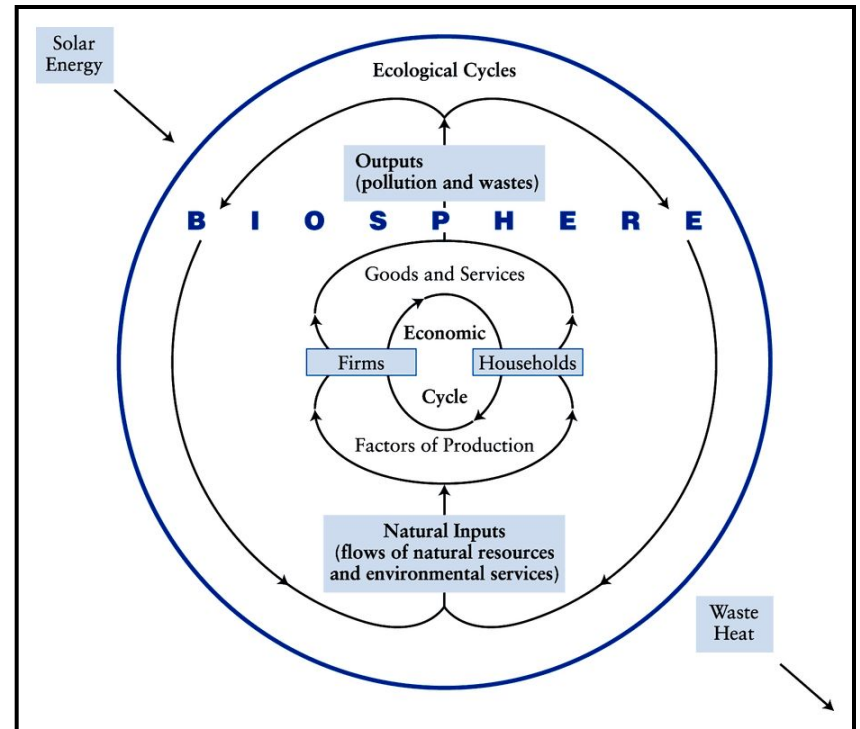 Solar
Energy
Ecological Cycles
Outputs
(pollution and wastes)
B I O S P H E R E
Goods and Services
Economic
Firms
Households
Cycle
Factors of Production
Natural Inputs
(flows of natural resources
and environmental services)
Waste
Heat